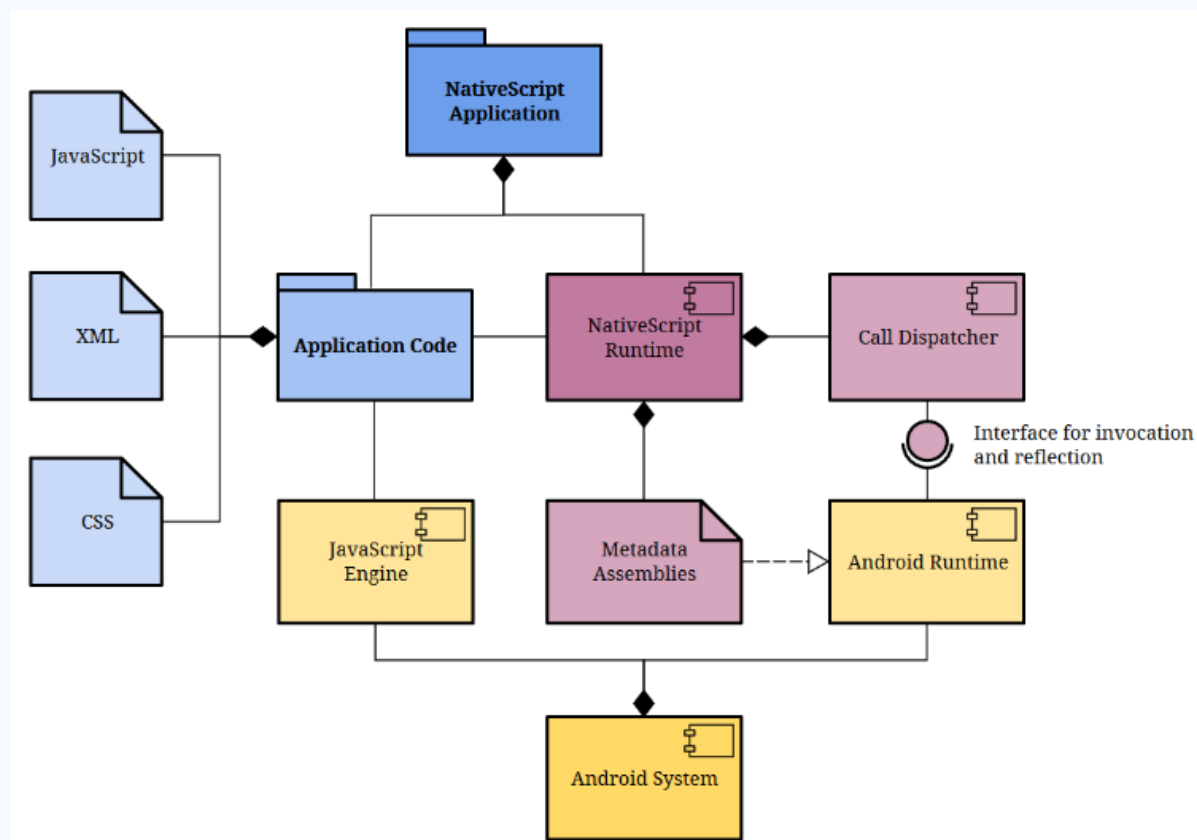 NativeScript
Application
JavaScript
XML
Application Code
NativeScript
Runtime
Call Dispatcher
Interface for invocation
and reflection
CSS
JavaScript
Engine
Metadata
Assemblies
Android Runtime
Android System